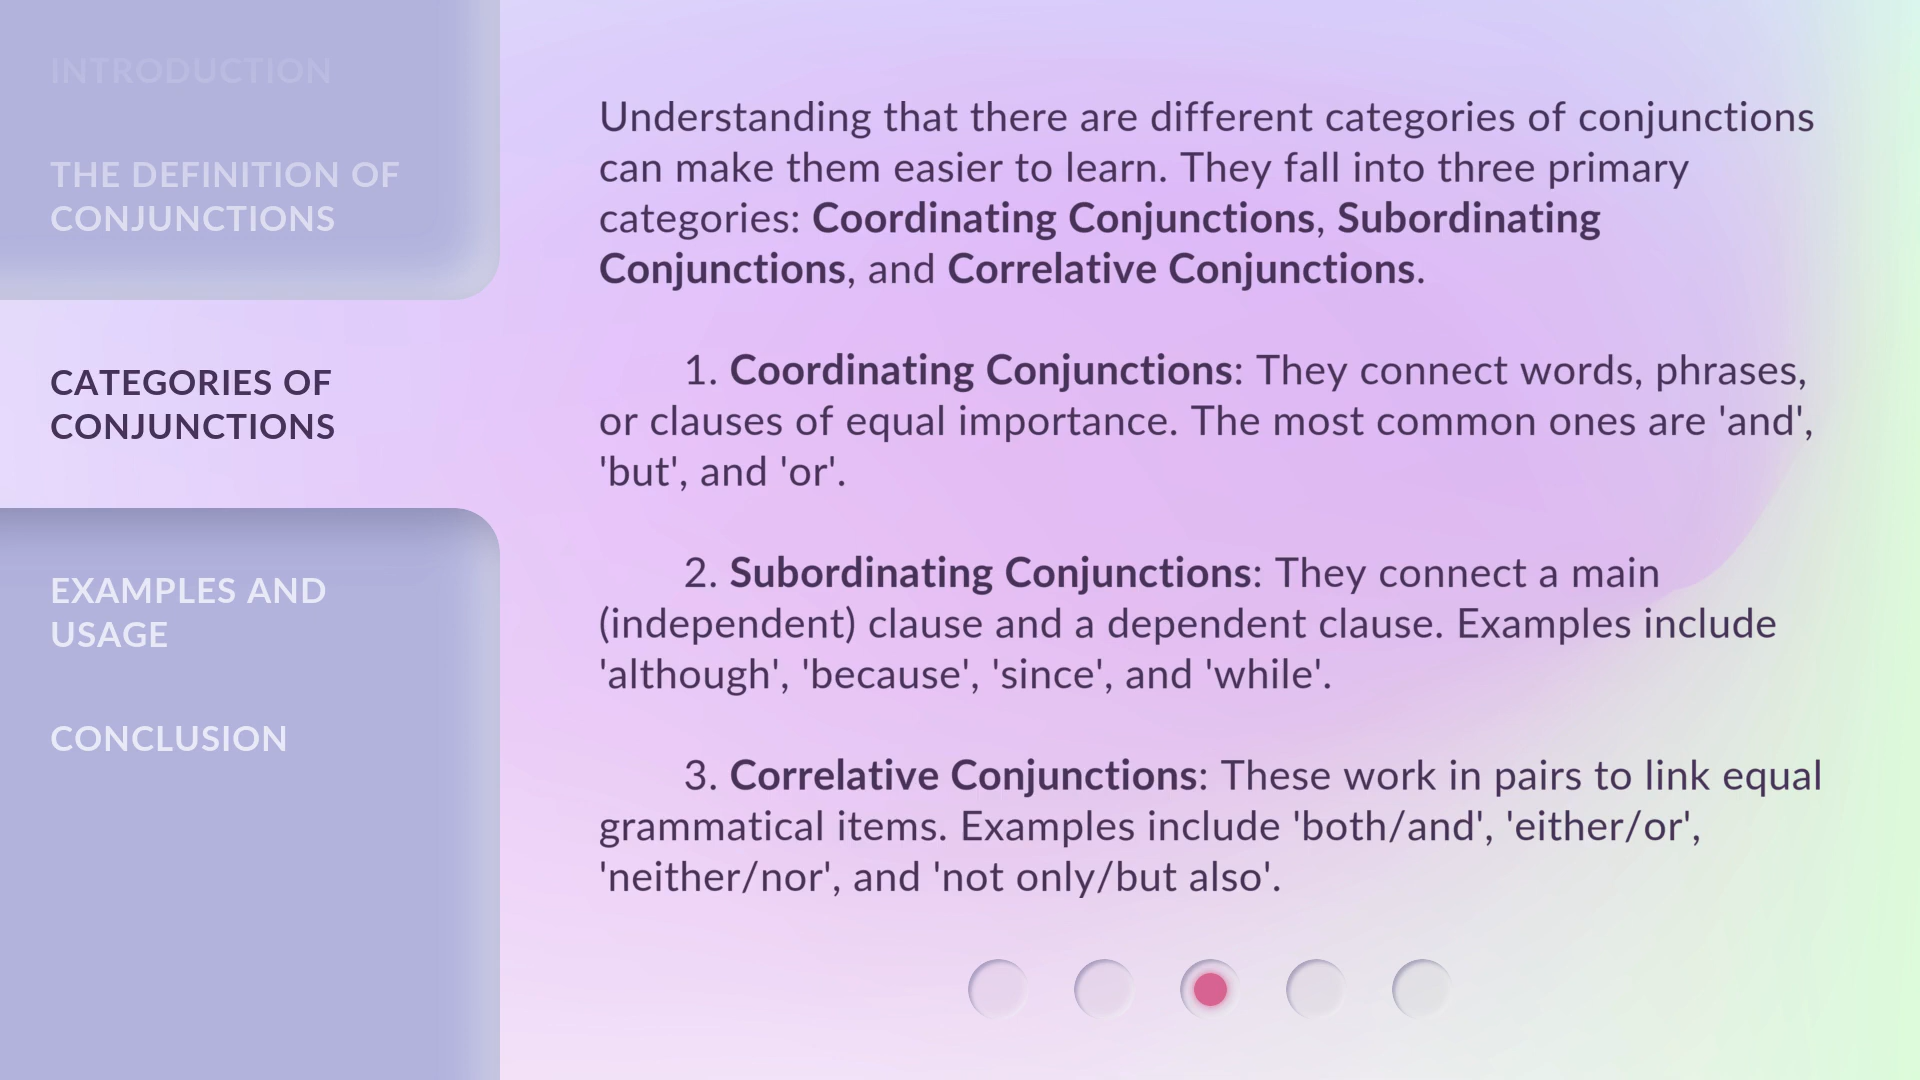 INTRODUCTION
THE DEFINITION OF
CONJUNCTIONS
CATEGORIES OF
CONJUNCTIONS
EXAMPLES AND
USAGE
CONCLUSION
Understanding that there are different categories of conjunctions
can make them easier to learn. They fall into three primary
categories: Coordinating Conjunctions, Subordinating
Conjunctions, and Correlative Conjunctions.
1. Coordinating Conjunctions: They connect words, phrases,
or clauses of equal importance. The most common ones are 'and',
'but', and 'or'.
2. Subordinating Conjunctions: They connect a main
(independent) clause and a dependent clause. Examples include
'although', 'because', 'since', and 'while'.
3. Correlative Conjunctions: These work in pairs to link equal
grammatical items. Examples include 'both/and', 'either/or',
'neither/nor', and 'not only/but also'.